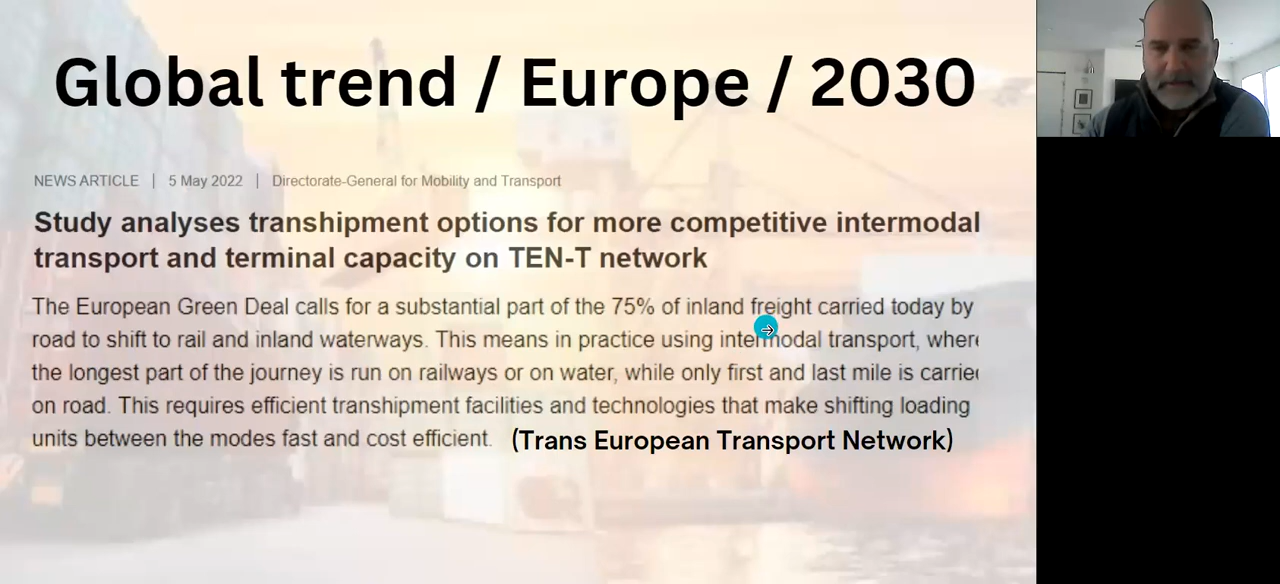 Global trend / Europe / 2030
NEWS ARTICLE | 5 May 2022 | Directorate-General for Mobility and Transport
Study analyses transhipment options for more competitive intermodal
transport and terminal capacity on TEN-T network
The European Green Deal calls for a substantial part of the 75% of inland freight carried today by
road to shift to rail and inland waterways. This means in practice using intermodal transport, where
the longest part of the journey is run on railways or on water, while only first and last mile is carried
on road. This requires efficient transhipment facilities and technologies that make shifting loading
units between the modes fast and cost efficient. (Trans European Transport Network)